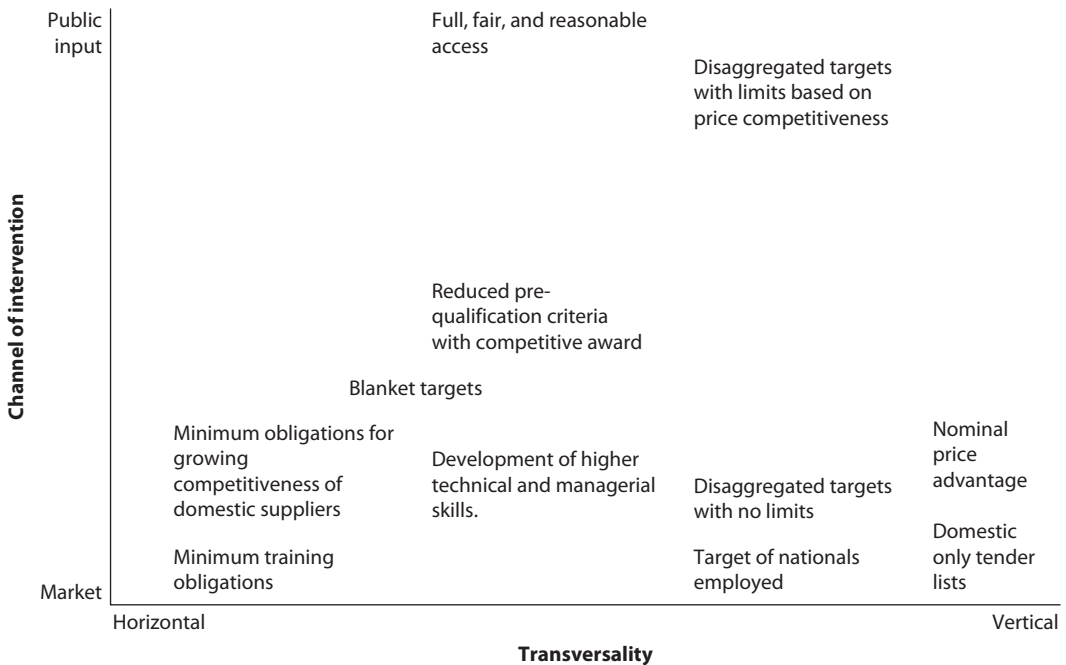 Public
input
Full, fair, and reasonable
access
Disaggregated targets
with limits based on
price competitiveness
Channel of intervention
Reduced pre-
qualification criteria
with competitive award
Blanket targets
Minimum obligations for
growing
competitiveness of
domestic suppliers
Development of higher
technical and managerial
skills.
Disaggregated targets
with no limits
Nominal
price
advantage
Minimum training
obligations
Target of nationals
employed
Domestic
only tender
lists
Market
Horizontal
Vertical
Transversality